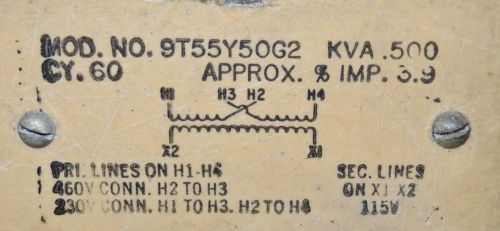 MOD. NO. 9T55Y50G2 KVA .500
CY. 60 APPROX. % IMP. 3.9
H1 H3 H2 H4
X2 X1
PRI. LINES ON H1-H4 SEC. LINES
460V CONN. H2 TO H3 ON X1 X2
230V CONN. H1 TO H3. H2 TO H4 115V